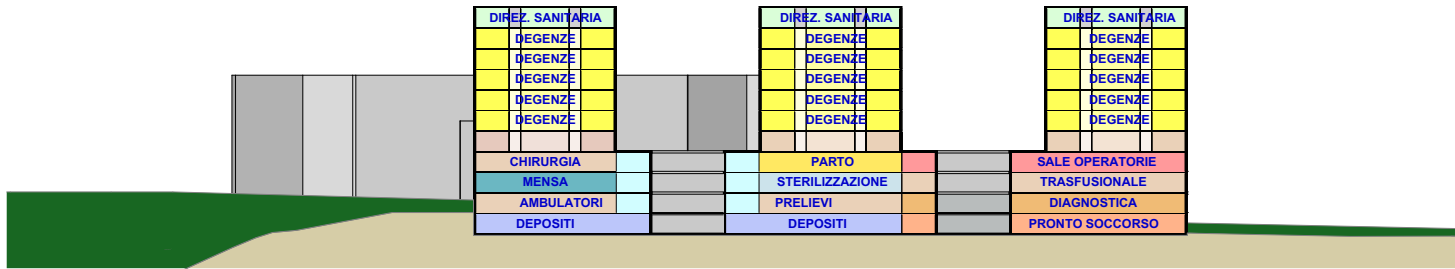 DIREZ. SANITARIA DIREZ. SANITARIA DIREZ. SANITARIA
DEGENZE DEGENZE DEGENZE
DEGENZE DEGENZE DEGENZE
DEGENZE DEGENZE DEGENZE
DEGENZE DEGENZE DEGENZE
DEGENZE DEGENZE DEGENZE
CHIRURGIA PARTO SALE OPERATORIE
MENSA STERILIZZAZIONE TRASFUSIONALE
AMBULATORI PRELIEVI DIAGNOSTICA
DEPOSITI DEPOSITI PRONTO SOCCORSO